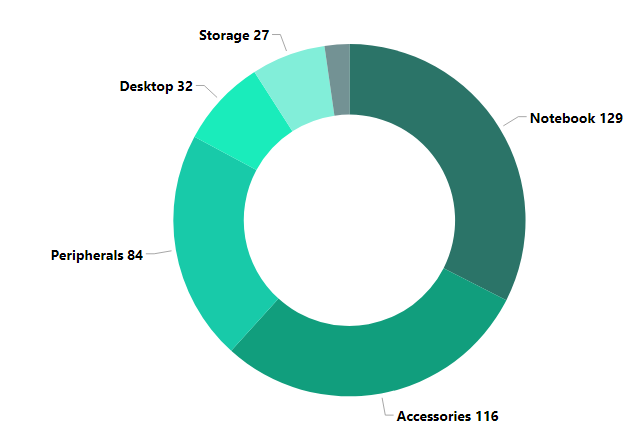 Storage 27
Desktop 32
Notebook 129
Peripherals 84
Accessories 116